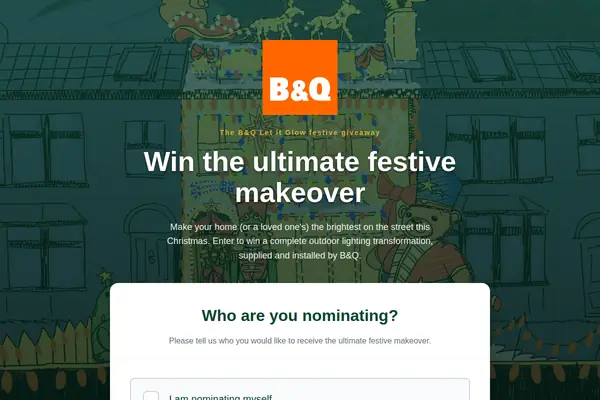 B&Q
The B&Q Let it Glow festive giveaway
Win the ultimate festive
makeover
Make your home (or a loved one's) the brightest on the street this
Christmas. Enter to win a complete outdoor lighting transformation,
supplied and installed by B&Q.
Who are you nominating?
Please tell us who you would like to receive the ultimate festive makeover.
I am nominating myself